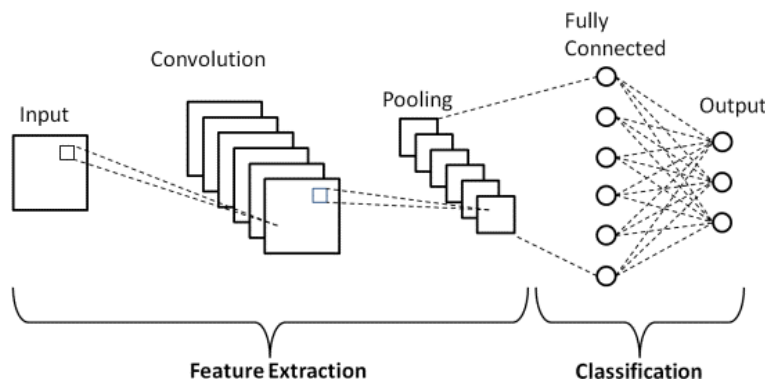 Input
Convolution
Pooling
Fully
Connected
Output
Feature Extraction
Classification